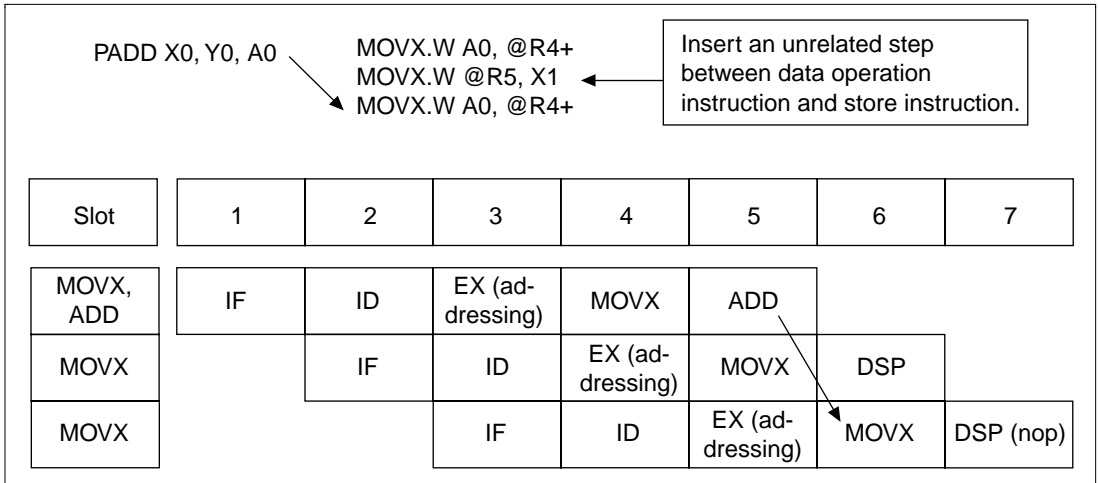 PADD X0, Y0, A0
MOVX.W A0, @R4+
MOVX.W @R5, X1
MOVX.W A0, @R4+
Insert an unrelated step
between data operation
instruction and store instruction.
Slot 1 2 3 4 5 6 7
MOVX,
ADD
IF ID EX (ad-
dressing) MOVX ADD
MOVX IF ID EX (ad-
dressing) MOVX DSP
MOVX IF ID EX (ad-
dressing) MOVX DSP (nop)